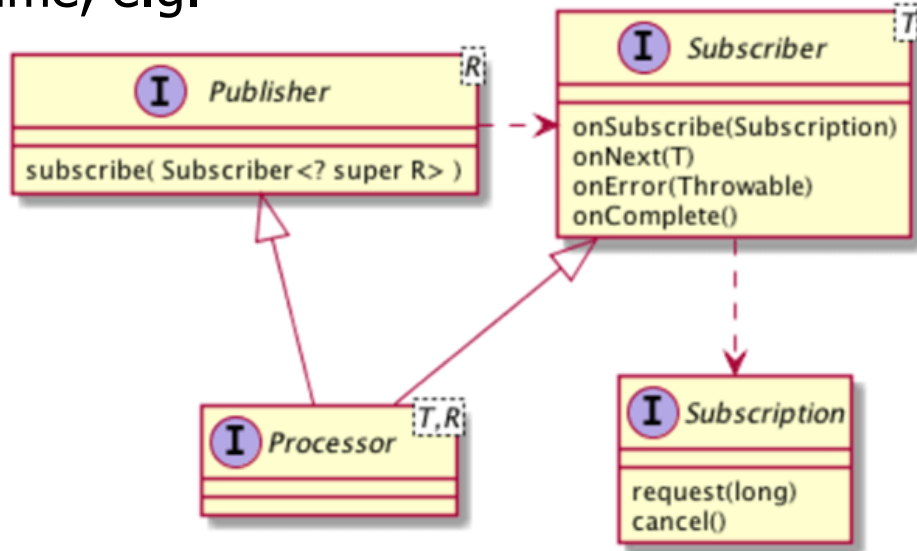 e.g.
I Publisher R
subscribe( Subscriber<? super R> )
I Subscriber T
onSubscribe(Subscription)
onNext(T)
onError(Throwable)
onComplete()
I Processor T,R
I Subscription
request(long)
cancel()